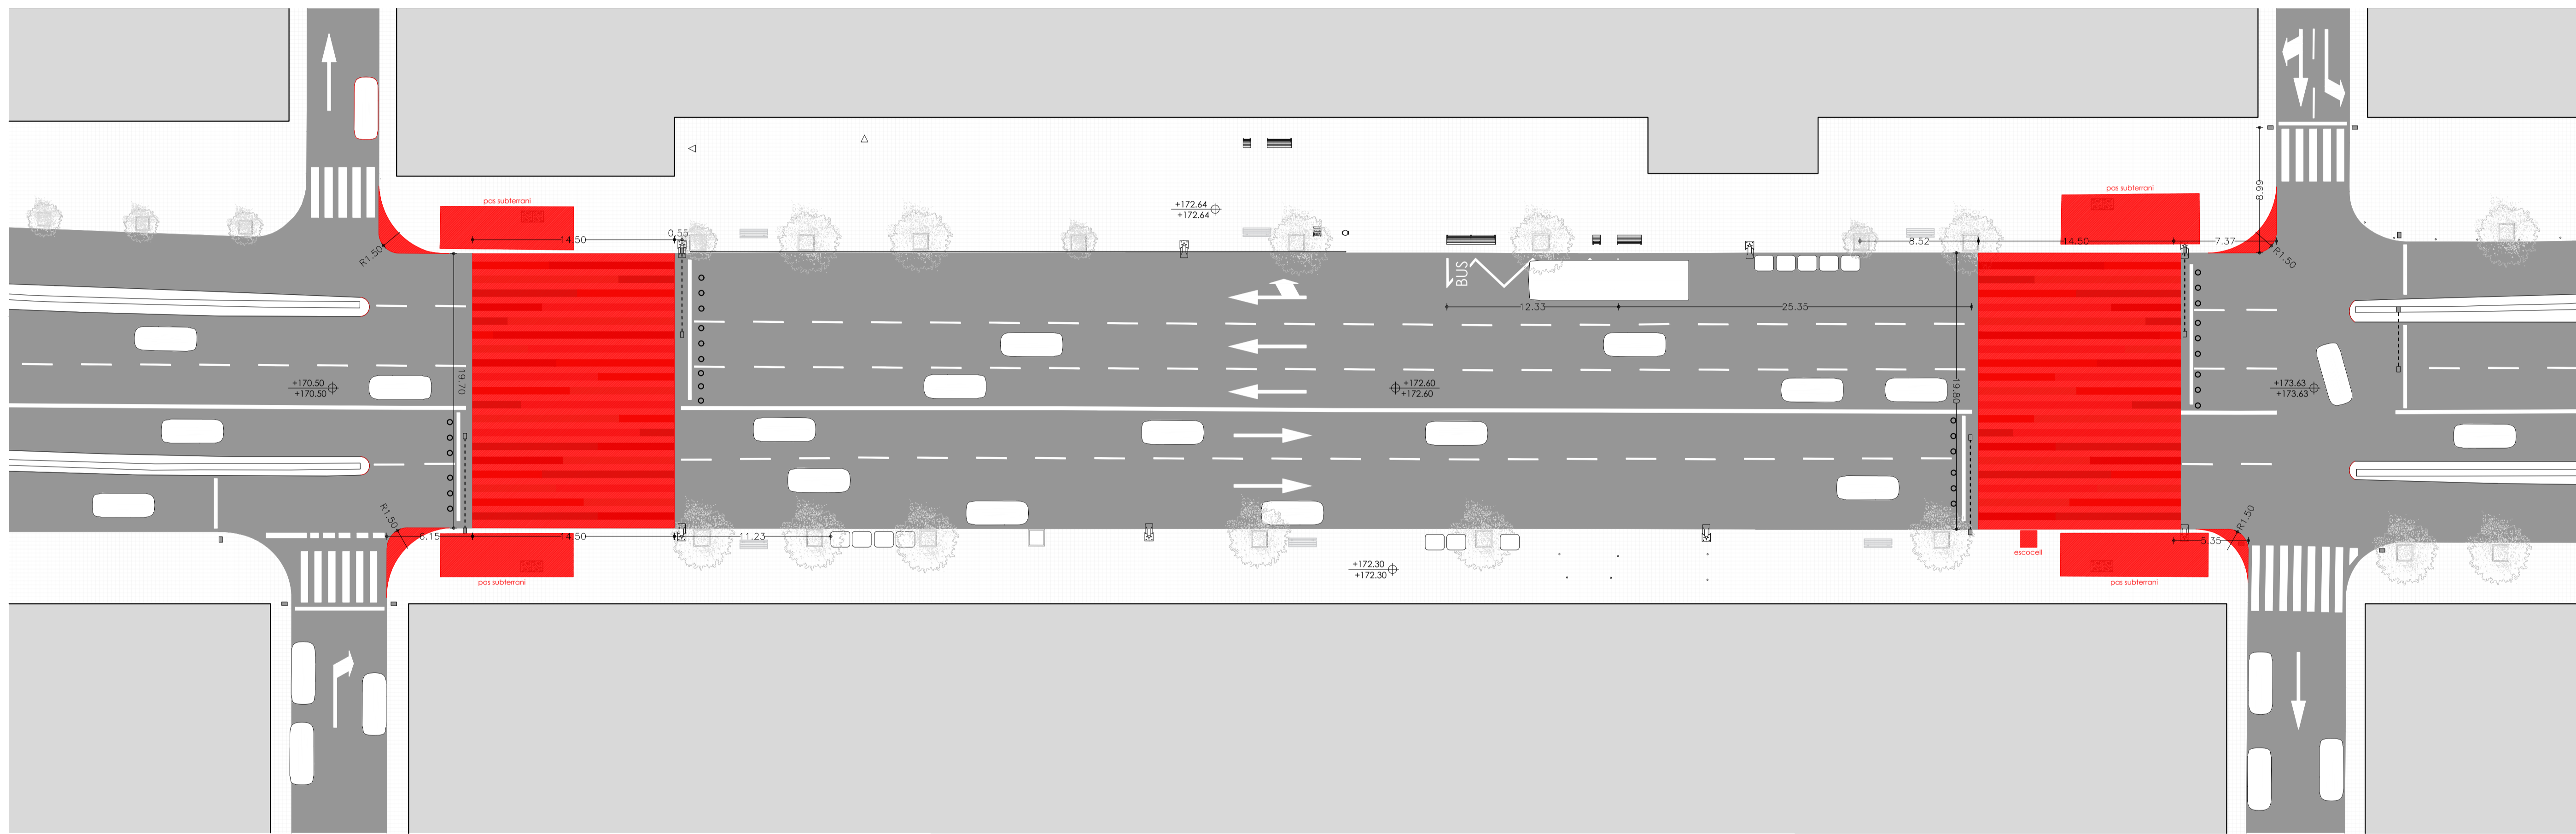 pas subterrani
pas subterrani
8.99
+172.64
+172.64
0.55
14.50
8.52
14.50
7.37
R1.50
R1.50
BUS
12.33
25.35
+170.50
+170.50
19.70
+172.60
+172.60
19.80
+173.63
+173.63
R1.50
6.15
14.50
11.23
R1.50
5.35
escocell
+172.30
+172.30
pas subterrani
pas subterrani